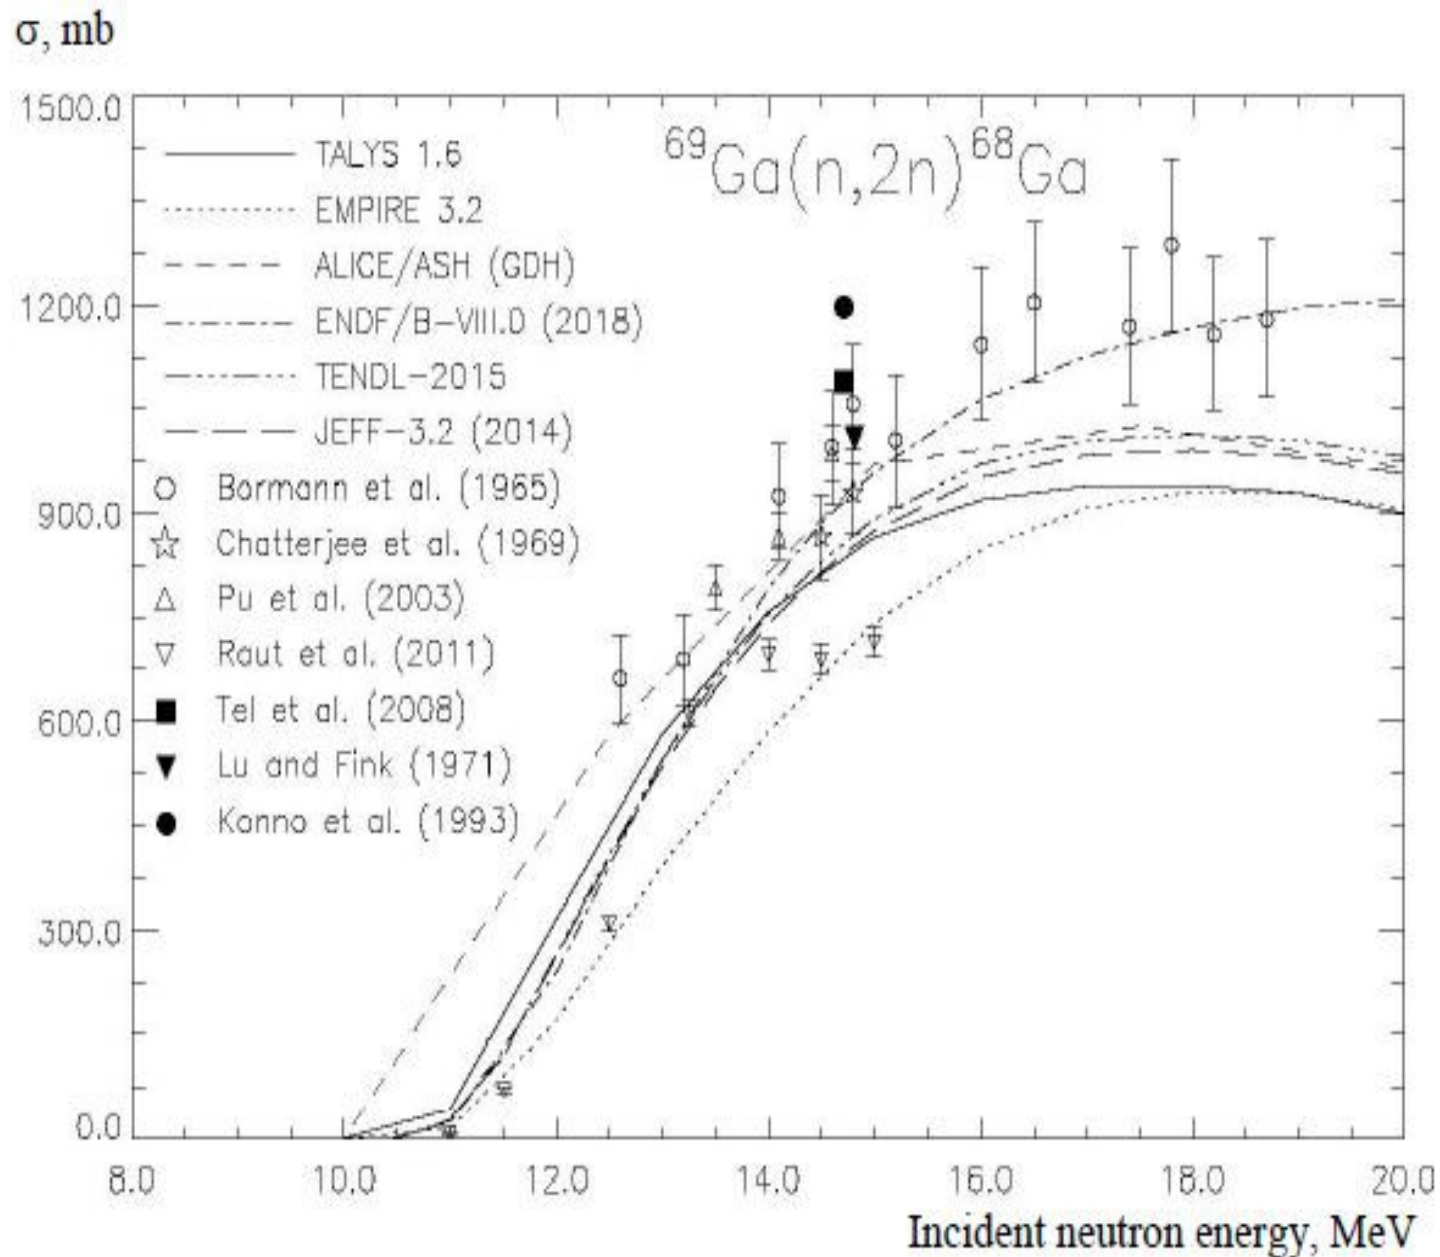 σ, mb
1500.0
1200.0
900.0
600.0
300.0
0.0
⁶⁹Ga(n,2n)⁶⁸Ga
TALYS 1.6
EMPIRE 3.2
ALICE/ASH (GDH)
ENDF/B-VIII.0 (2018)
TENDL-2015
JEFF-3.2 (2014)
Bormann et al. (1965)
Chatterjee et al. (1969)
Pu et al. (2003)
Raut et al. (2011)
Tel et al. (2008)
Lu and Fink (1971)
Konno et al. (1993)
8.0 10.0 12.0 14.0 16.0 18.0 20.0
Incident neutron energy, MeV